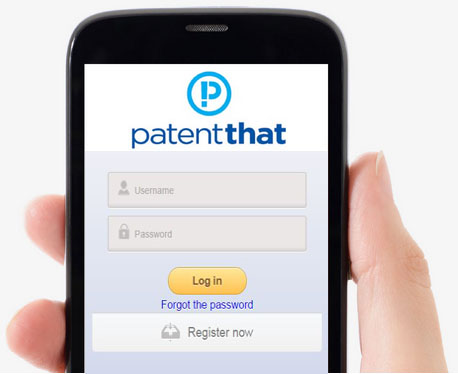 P
patentthat
Username
Password
Log in
Forgot the password
Register now